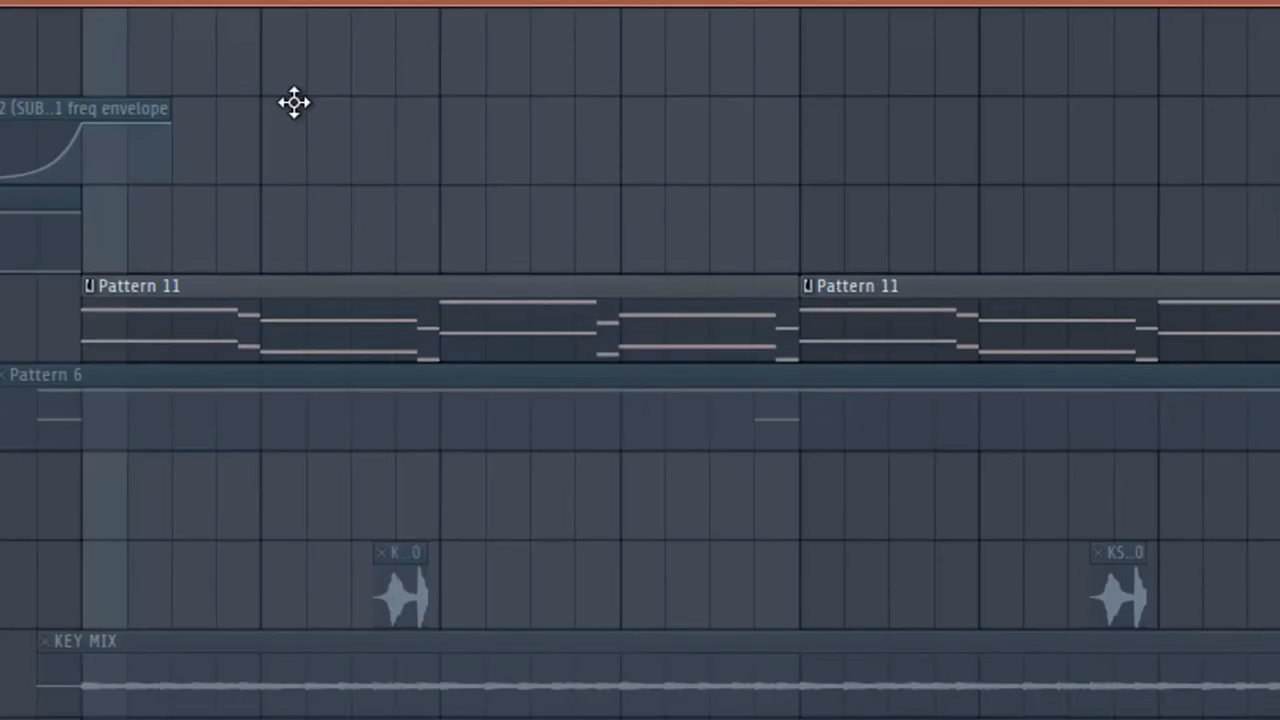 2 (SUB..1 freq envelope
Pattern 11
Pattern 11
Pattern 6
K...0
KS..0
KEY MIX